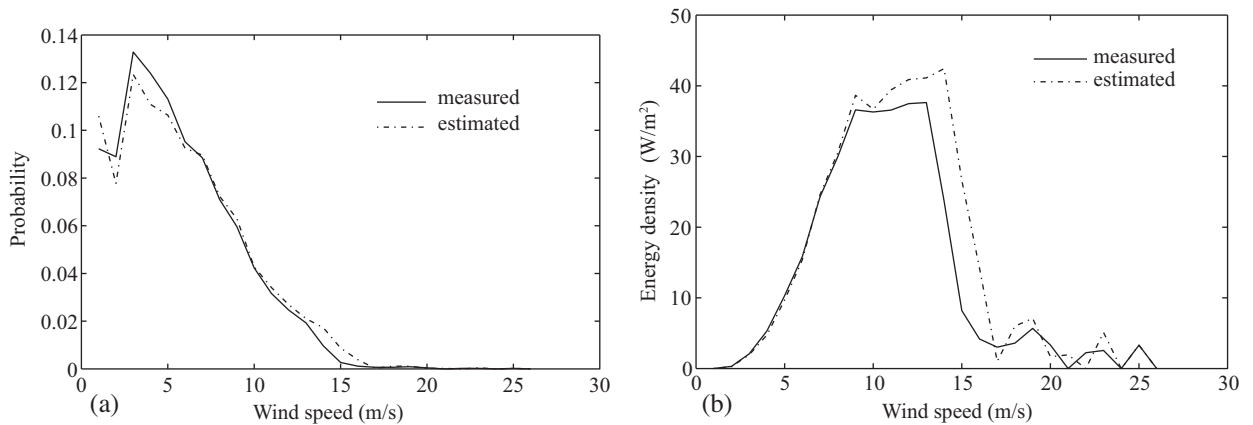 0.14
0.12
0.1
0.08
0.06
0.04
0.02
0
Probability
measured
estimated
0 5 10 15 20 25 30
Wind speed (m/s)
(a)
50
40
30
20
10
0
Energy density (W/m²)
measured
estimated
0 5 10 15 20 25 30
Wind speed (m/s)
(b)